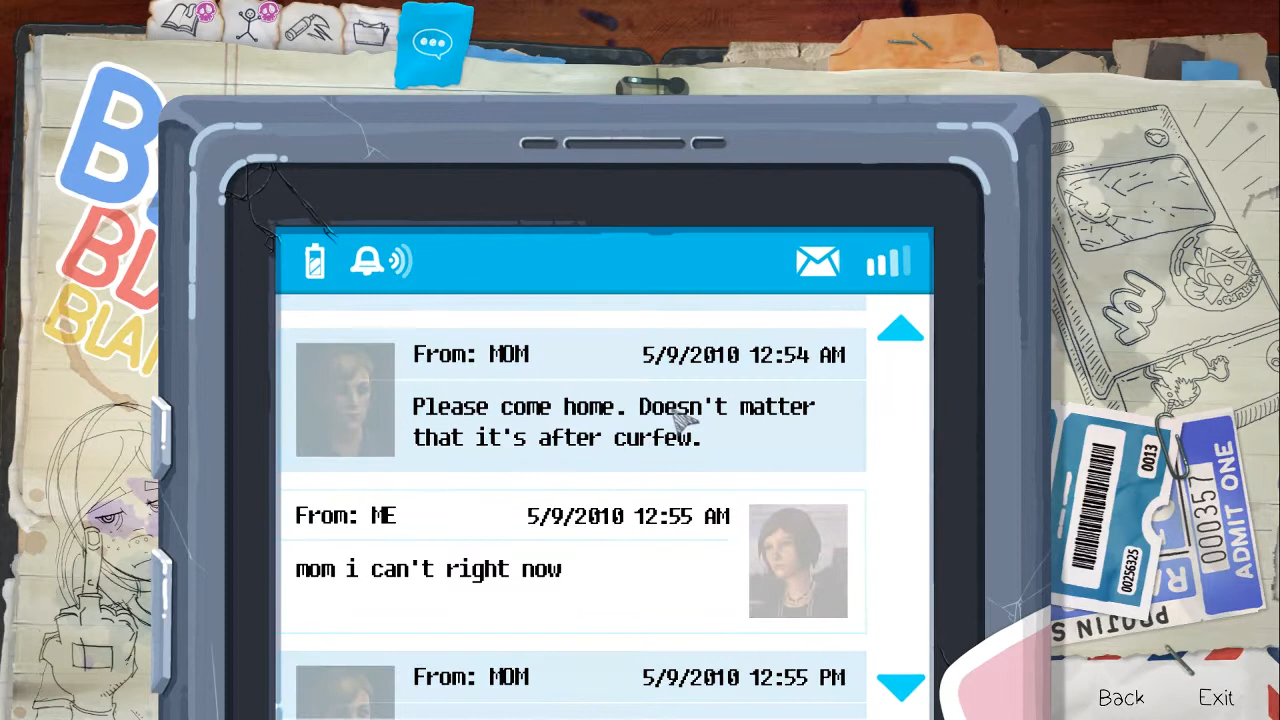 From: MOM 5/9/2010 12:54 AM
Please come home. Doesn't matter
that it's after curfew.
From: ME 5/9/2010 12:55 AM
mom i can't right now
From: MOM 5/9/2010 12:55 PM
0013
00256325
000357
ADMIT ONE
Back Exit